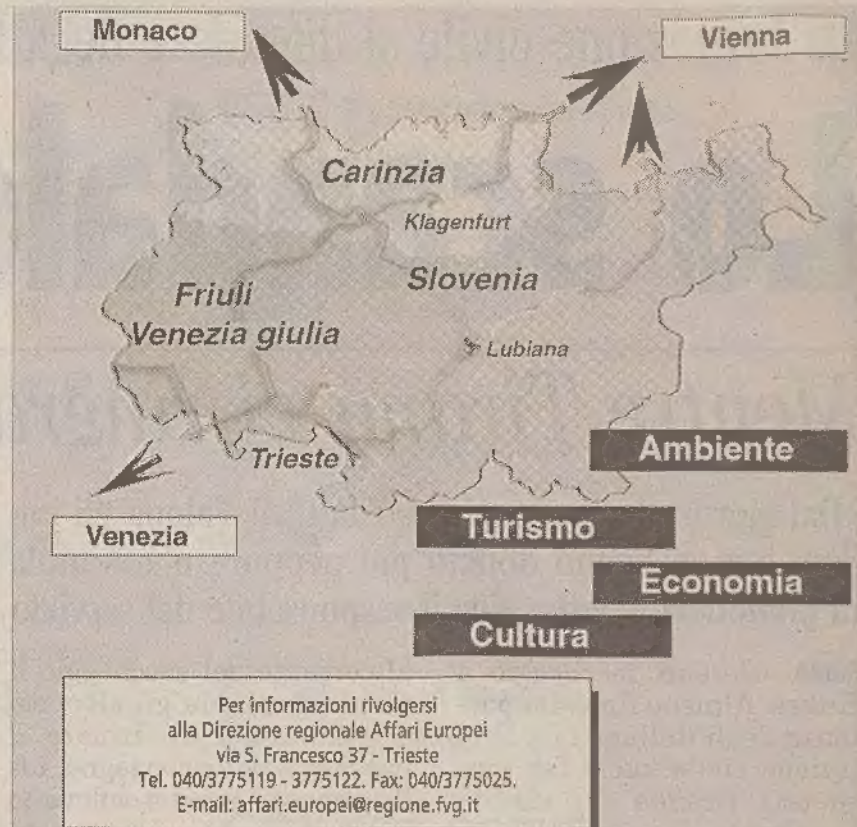 Monaco
Vienna
Carinzia
Klagenfurt
Slovenia
Friuli
Venezia giulia
Lubiana
Trieste
Ambiente
Venezia
Turismo
Economia
Cultura
Per informazioni rivolgersi
alla Direzione regionale Affari Europei
via S. Francesco 37 - Trieste
Tel. 040/3775119 - 3775122. Fax: 040/3775025.
E-mail: affari.europei@regione.fvg.it